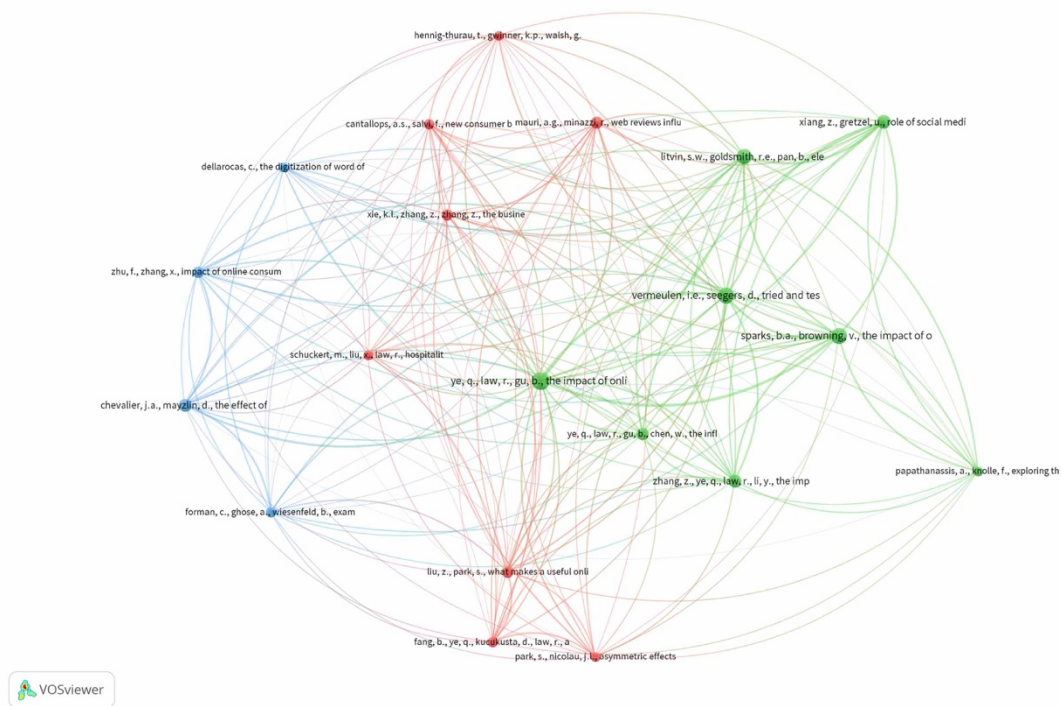 hennig-thurau, t., gwinner, k.p., walsh, g.
cantallops, a.s., salvi, f., new consumer b
mauri, a.g., minazzi, r., web reviews influ
xiang, z., gretzel, u., role of social medi
litvin, s.w., goldsmith, r.e., pan, b., ele
dellarocas, c., the digitization of word of
xie, k.l., zhang, z., zhang, z., the busine
zhu, f., zhang, x., impact of online consum
vermeulen, i.e., seegers, d., tried and tes
sparks, b.a., browning, v., the impact of o
schuckert, m., liu, x., law, r., hospitalit
ye, q., law, r., gu, b., the impact of onli
chevalier, j.a., mayzlin, d., the effect of
ye, q., law, r., gu, b., chen, w., the infl
papathanassis, a., knolle, f., exploring th
zhang, z., ye, q., law, r., li, y., the imp
forman, c., ghose, a., wiesenfeld, b., exam
liu, z., park, s., what makes a useful onli
fang, b., ye, q., kucukusta, d., law, r., a
park, s., nicolau, j.l., asymmetric effects
VOSviewer